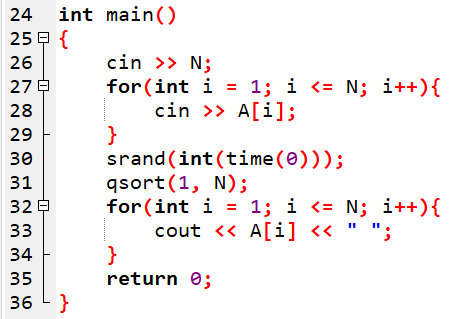 24 int main()
25 {
26     cin >> N;
27     for(int i = 1; i <= N; i++){
28         cin >> A[i];
29     }
30     srand(int(time(0)));
31     qsort(1, N);
32     for(int i = 1; i <= N; i++){
33         cout << A[i] << " ";
34     }
35     return 0;
36 }